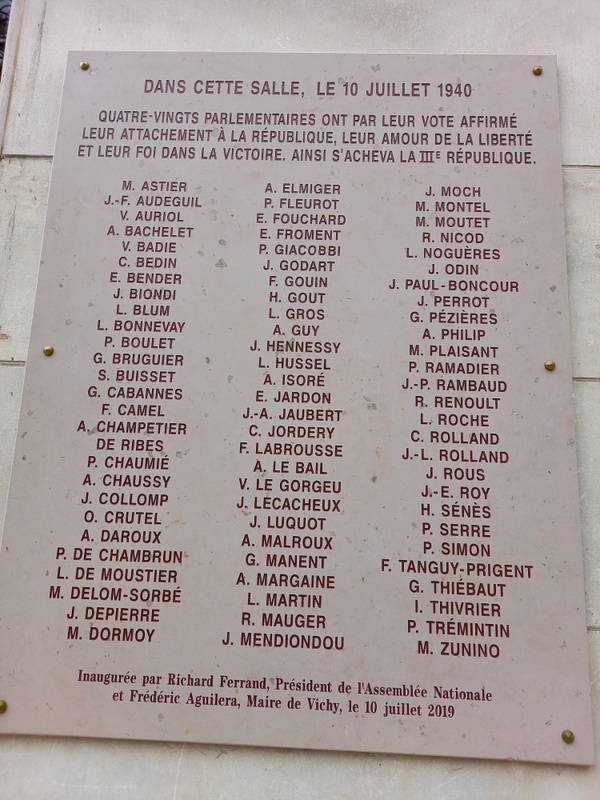 DANS CETTE SALLE, LE 10 JUILLET 1940
QUATRE-VINGTS PARLEMENTAIRES ONT PAR LEUR VOTE AFFIRMÉ
LEUR ATTACHEMENT À LA RÉPUBLIQUE, LEUR AMOUR DE LA LIBERTÉ
ET LEUR FOI DANS LA VICTOIRE. AINSI S'ACHEVA LA IIIE RÉPUBLIQUE.
M. ASTIER
J.-F. AUDEGUIL
V. AURIOL
A. BACHELET
V. BADIE
C. BEDIN
E. BENDER
J. BIONDI
L. BLUM
L. BONNEVAY
P. BOULET
G. BRUGUIER
S. BUISSET
G. CABANNES
F. CAMEL
A. CHAMPETIER
DE RIBES
P. CHAUMIÉ
A. CHAUSSY
J. COLLOMP
O. CRUTEL
A. DAROUX
P. DE CHAMBRUN
L. DE MOUSTIER
M. DELOM-SORBÉ
J. DEPIERRE
M. DORMOY
A. ELMIGER
P. FLEUROT
E. FOUCHARD
E. FROMENT
P. GIACOBBI
J. GODART
F. GOUIN
H. GOUT
L. GROS
A. GUY
J. HENNESSY
L. HUSSEL
A. ISORÉ
E. JARDON
J.-A. JAUBERT
C. JORDERY
F. LABROUSSE
A. LE BAIL
V. LE GORGEU
J. LECACHEUX
J. LUQUOT
A. MALROUX
G. MANENT
A. MARGAINE
L. MARTIN
R. MAUGER
J. MENDIONDOU
J. MOCH
M. MONTEL
M. MOUTET
R. NICOD
L. NOGUÈRES
J. ODIN
J. PAUL-BONCOUR
J. PERROT
G. PÉZIÈRES
A. PHILIP
M. PLAISANT
P. RAMADIER
J.-P. RAMBAUD
R. RENOULT
L. ROCHE
C. ROLLAND
J.-L. ROLLAND
J. ROUS
J.-E. ROY
H. SÉNÈS
P. SERRE
P. SIMON
F. TANGUY-PRIGENT
G. THIÉBAUT
I. THIVRIER
P. TRÉMINTIN
M. ZUNINO
Inaugurée par Richard Ferrand, Président de l'Assemblée Nationale
et Frédéric Aguilera, Maire de Vichy, le 10 juillet 2019